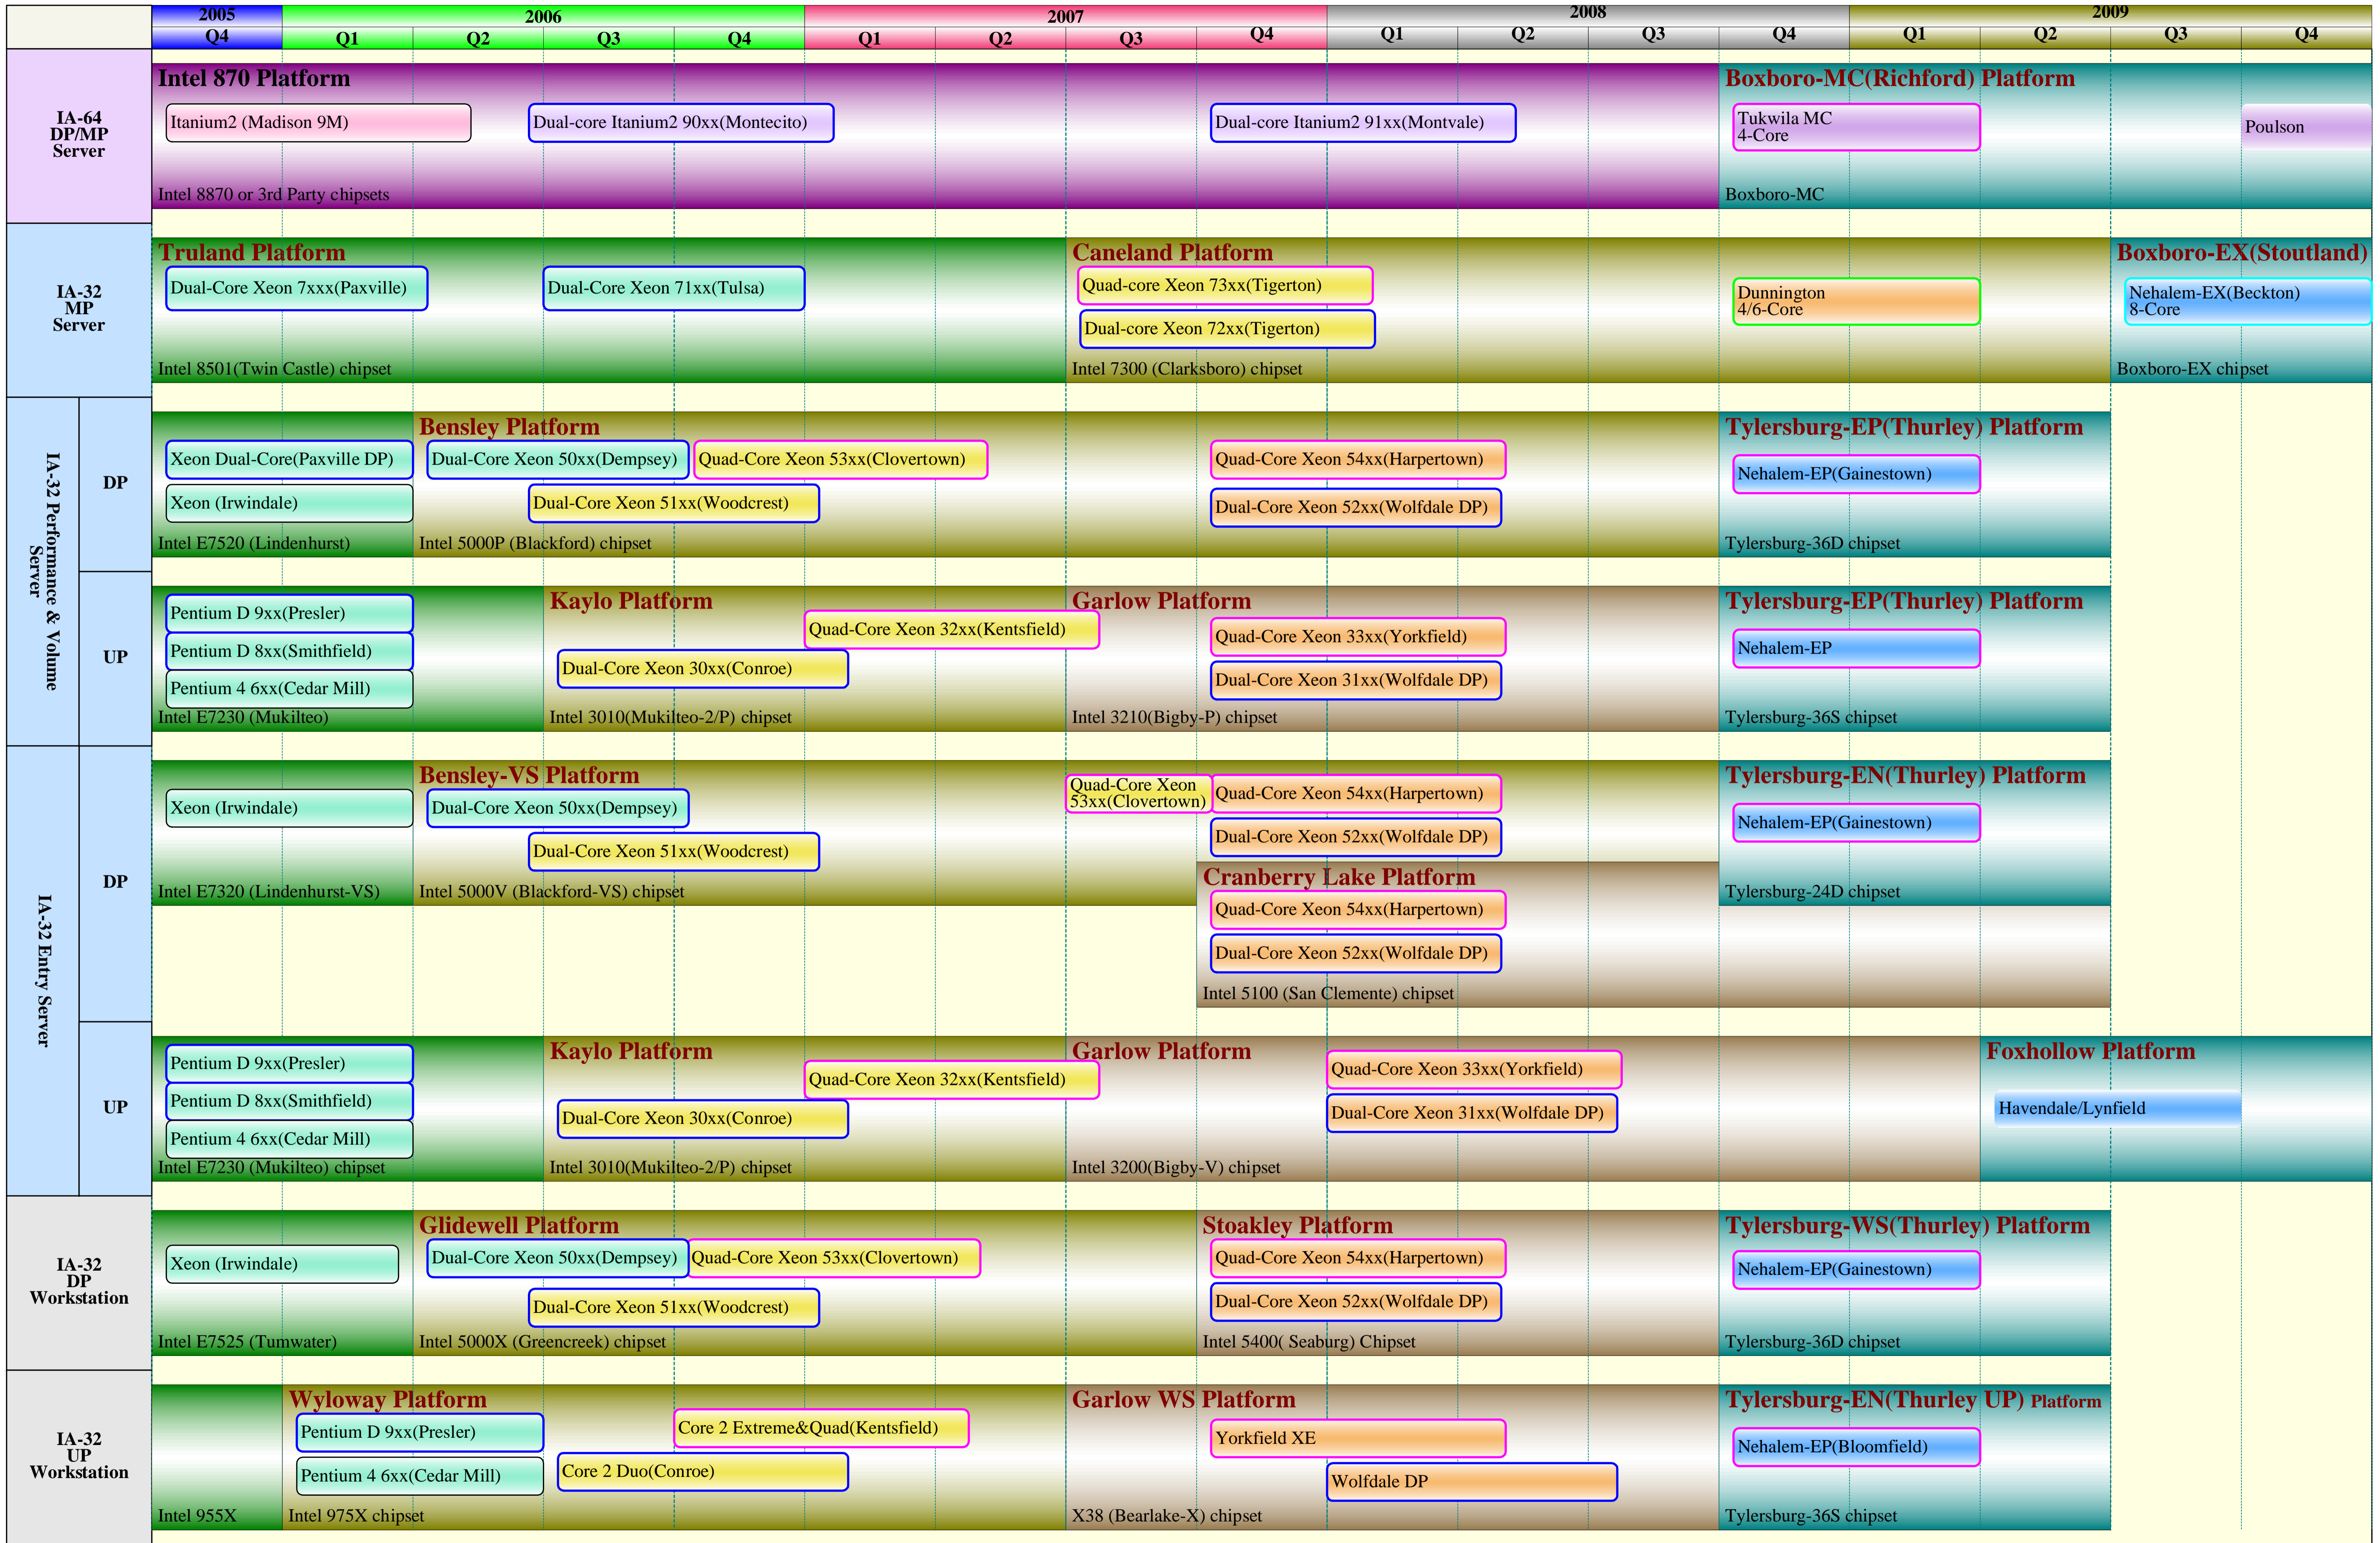 2005
2006
2007
2008
2009
Q4
Q1
Q2
Q3
Q4
Q1
Q2
Q3
Q4
Q1
Q2
Q3
Q4
Q1
Q2
Q3
Q4
IA-64
DP/MP
Server
Intel 870 Platform
Itanium2 (Madison 9M)
Dual-core Itanium2 90xx(Montecito)
Dual-core Itanium2 91xx(Montvale)
Intel 8870 or 3rd Party chipsets
Boxboro-MC(Richford) Platform
Tukwila MC
4-Core
Poulson
Boxboro-MC
IA-32
MP
Server
Truland Platform
Dual-Core Xeon 7xxx(Paxville)
Dual-Core Xeon 71xx(Tulsa)
Intel 8501(Twin Castle) chipset
Caneland Platform
Quad-core Xeon 73xx(Tigerton)
Dual-core Xeon 72xx(Tigerton)
Dunnington
4/6-Core
Intel 7300 (Clarksboro) chipset
Boxboro-EX(Stoutland)
Nehalem-EX(Beckton)
8-Core
Boxboro-EX chipset
IA-32 Performance & Volume
Server
DP
Xeon Dual-Core(Paxville DP)
Xeon (Irwindale)
Intel E7520 (Lindenhurst)
Bensley Platform
Dual-Core Xeon 50xx(Dempsey)
Quad-Core Xeon 53xx(Clovertown)
Dual-Core Xeon 51xx(Woodcrest)
Quad-Core Xeon 54xx(Harpertown)
Dual-Core Xeon 52xx(Wolfdale DP)
Intel 5000P (Blackford) chipset
Tylersburg-EP(Thurley) Platform
Nehalem-EP(Gainestown)
Tylersburg-36D chipset
UP
Pentium D 9xx(Presler)
Pentium D 8xx(Smithfield)
Pentium 4 6xx(Cedar Mill)
Intel E7230 (Mukilteo)
Kaylo Platform
Quad-Core Xeon 32xx(Kentsfield)
Dual-Core Xeon 30xx(Conroe)
Intel 3010(Mukilteo-2/P) chipset
Garlow Platform
Quad-Core Xeon 33xx(Yorkfield)
Dual-Core Xeon 31xx(Wolfdale DP)
Intel 3210(Bigby-P) chipset
Tylersburg-EP(Thurley) Platform
Nehalem-EP
Tylersburg-36S chipset
IA-32 Entry Server
DP
Xeon (Irwindale)
Intel E7320 (Lindenhurst-VS)
Bensley-VS Platform
Dual-Core Xeon 50xx(Dempsey)
Dual-Core Xeon 51xx(Woodcrest)
Quad-Core Xeon
53xx(Clovertown)
Quad-Core Xeon 54xx(Harpertown)
Dual-Core Xeon 52xx(Wolfdale DP)
Intel 5000V (Blackford-VS) chipset
Cranberry Lake Platform
Quad-Core Xeon 54xx(Harpertown)
Dual-Core Xeon 52xx(Wolfdale DP)
Intel 5100 (San Clemente) chipset
Tylersburg-EN(Thurley) Platform
Nehalem-EP(Gainestown)
Tylersburg-24D chipset
UP
Pentium D 9xx(Presler)
Pentium D 8xx(Smithfield)
Pentium 4 6xx(Cedar Mill)
Intel E7230 (Mukilteo) chipset
Kaylo Platform
Quad-Core Xeon 32xx(Kentsfield)
Dual-Core Xeon 30xx(Conroe)
Intel 3010(Mukilteo-2/P) chipset
Garlow Platform
Quad-Core Xeon 33xx(Yorkfield)
Dual-Core Xeon 31xx(Wolfdale DP)
Intel 3200(Bigby-V) chipset
Foxhollow Platform
Havendale/Lynfield
IA-32
DP
Workstation
Xeon (Irwindale)
Intel E7525 (Tumwater)
Glidewell Platform
Dual-Core Xeon 50xx(Dempsey)
Quad-Core Xeon 53xx(Clovertown)
Dual-Core Xeon 51xx(Woodcrest)
Intel 5000X (Greencreek) chipset
Stoakley Platform
Quad-Core Xeon 54xx(Harpertown)
Dual-Core Xeon 52xx(Wolfdale DP)
Intel 5400( Seaburg) Chipset
Tylersburg-WS(Thurley) Platform
Nehalem-EP(Gainestown)
Tylersburg-36D chipset
IA-32
UP
Workstation
Intel 955X
Wyloway Platform
Pentium D 9xx(Presler)
Pentium 4 6xx(Cedar Mill)
Core 2 Extreme&Quad(Kentsfield)
Core 2 Duo(Conroe)
Intel 975X chipset
Garlow WS Platform
Yorkfield XE
Wolfdale DP
X38 (Bearlake-X) chipset
Tylersburg-EN(Thurley UP) Platform
Nehalem-EP(Bloomfield)
Tylersburg-36S chipset